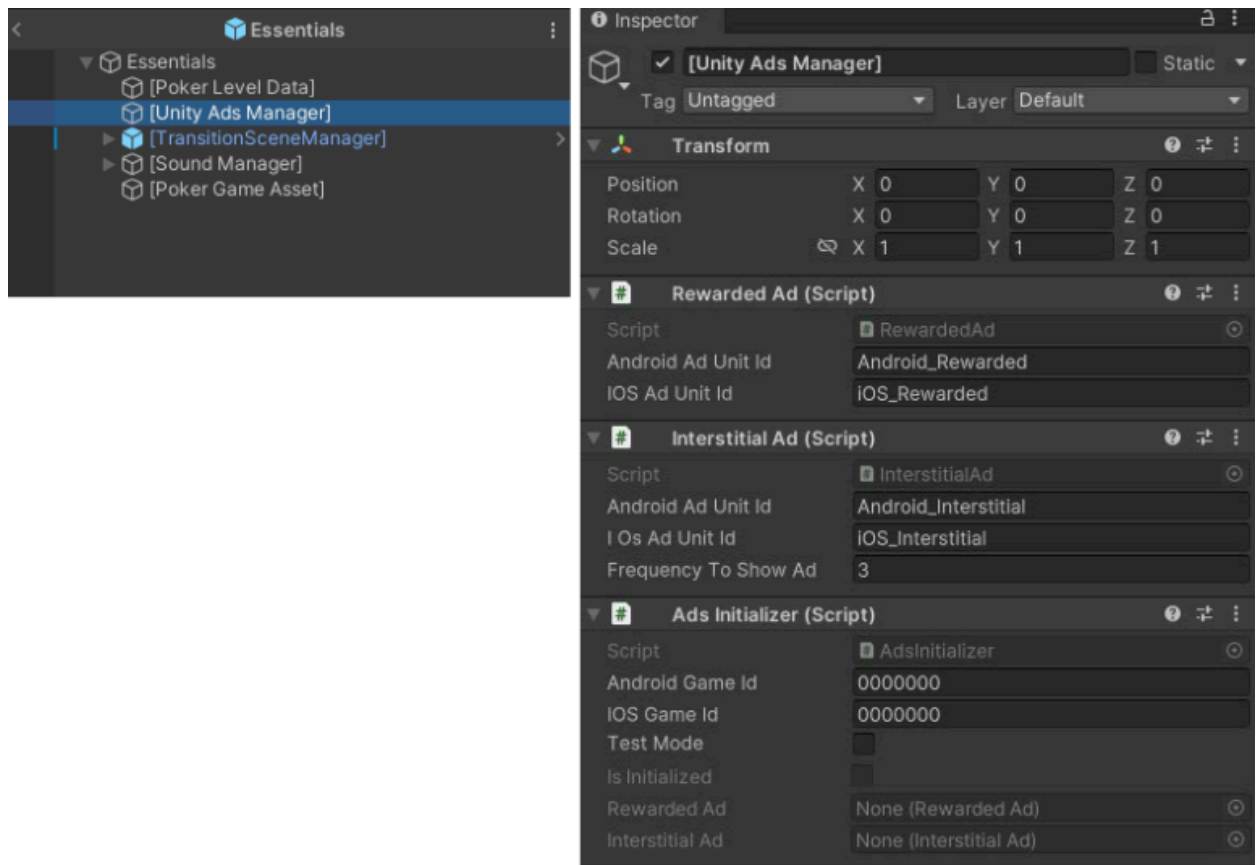 Essentials
Essentials
[Poker Level Data]
[Unity Ads Manager]
[TransitionSceneManager]
[Sound Manager]
[Poker Game Asset]
Inspector
[Unity Ads Manager] Static
Tag Untagged Layer Default
Transform
Position X 0 Y 0 Z 0
Rotation X 0 Y 0 Z 0
Scale X 1 Y 1 Z 1
# Rewarded Ad (Script)
Script # RewardedAd
Android Ad Unit Id Android_Rewarded
IOS Ad Unit Id iOS_Rewarded
# Interstitial Ad (Script)
Script # InterstitialAd
Android Ad Unit Id Android_Interstitial
I Os Ad Unit Id iOS_Interstitial
Frequency To Show Ad 3
# Ads Initializer (Script)
Script # AdsInitializer
Android Game Id 0000000
IOS Game Id 0000000
Test Mode
Is Initialized
Rewarded Ad None (Rewarded Ad)
Interstitial Ad None (Interstitial Ad)